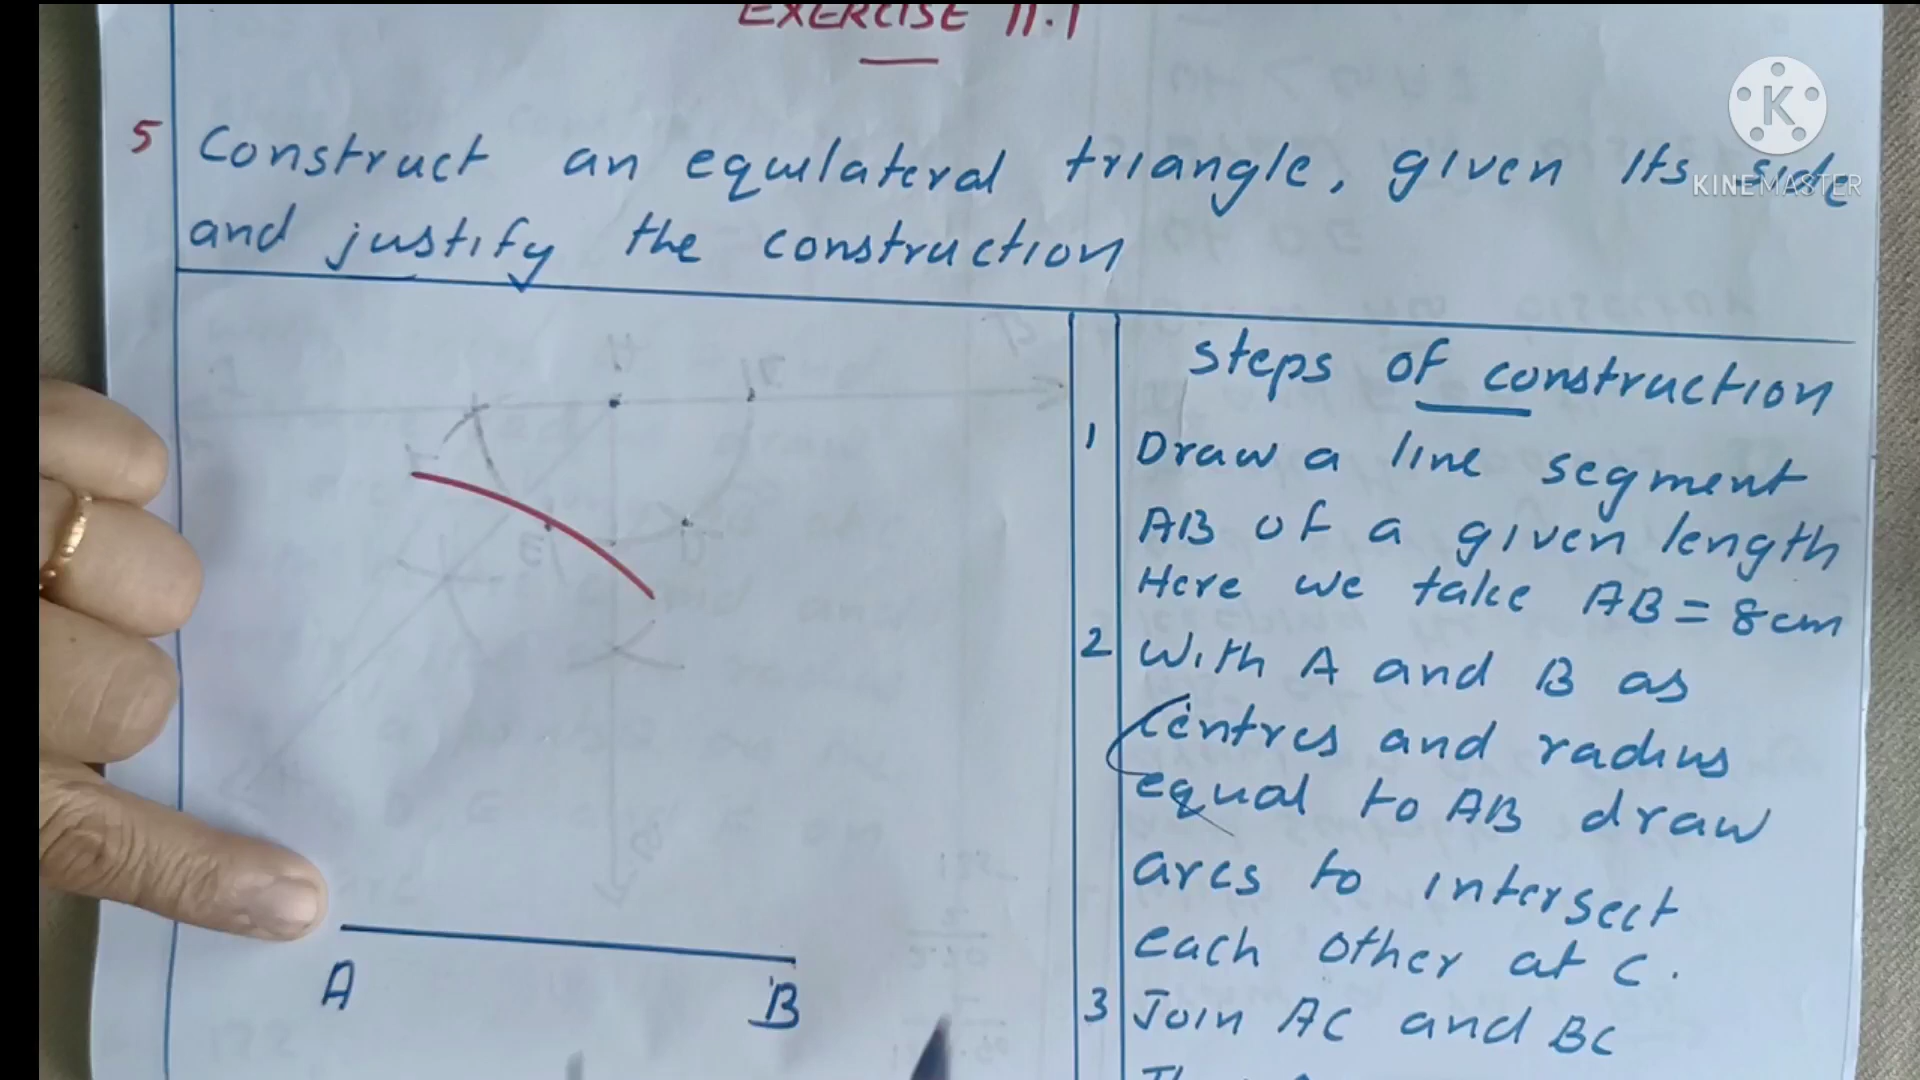 EXERCISE 11.1
5 Construct an equilateral triangle, given its side
and justify the construction
K
KINEMASTER
steps of construction
1 Draw a line segment
AB of a given length
Here we take AB = 8cm
2 With A and B as
centres and radius
equal to AB draw
arcs to intersect
each other at C.
3 Join AC and BC
A
B